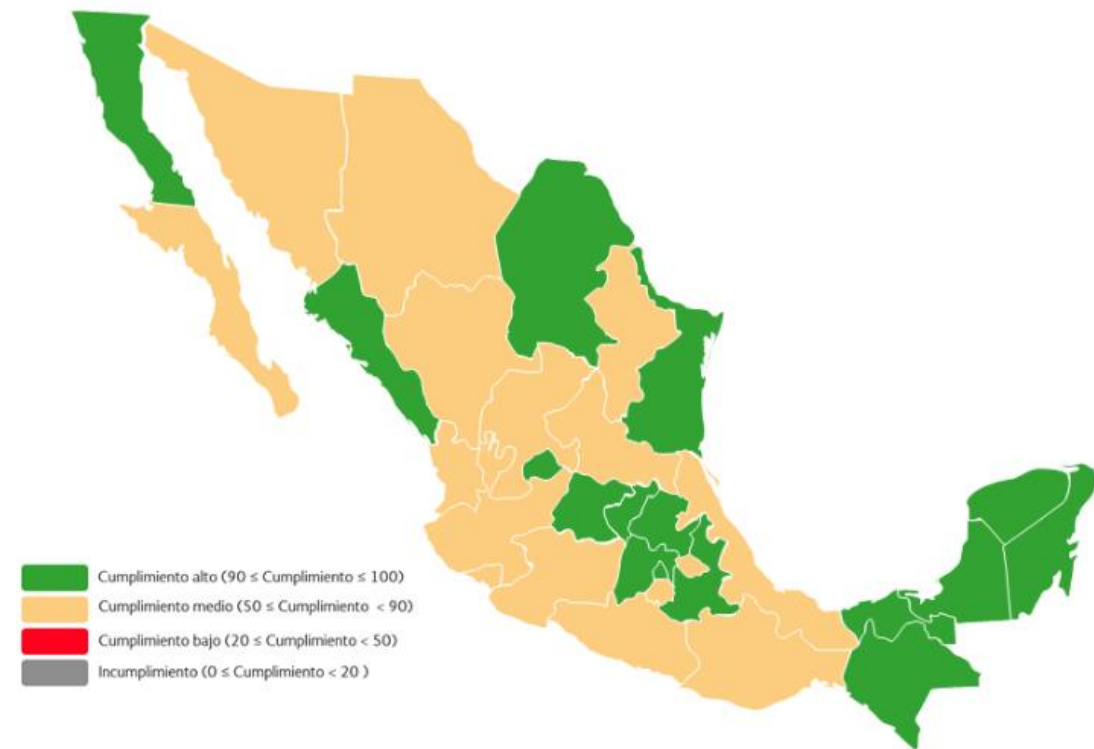 Cumplimiento alto (90 ≤ Cumplimiento ≤ 100)
Cumplimiento medio (50 ≤ Cumplimiento < 90)
Cumplimiento bajo (20 ≤ Cumplimiento < 50)
Incumplimiento (0 ≤ Cumplimiento < 20 )